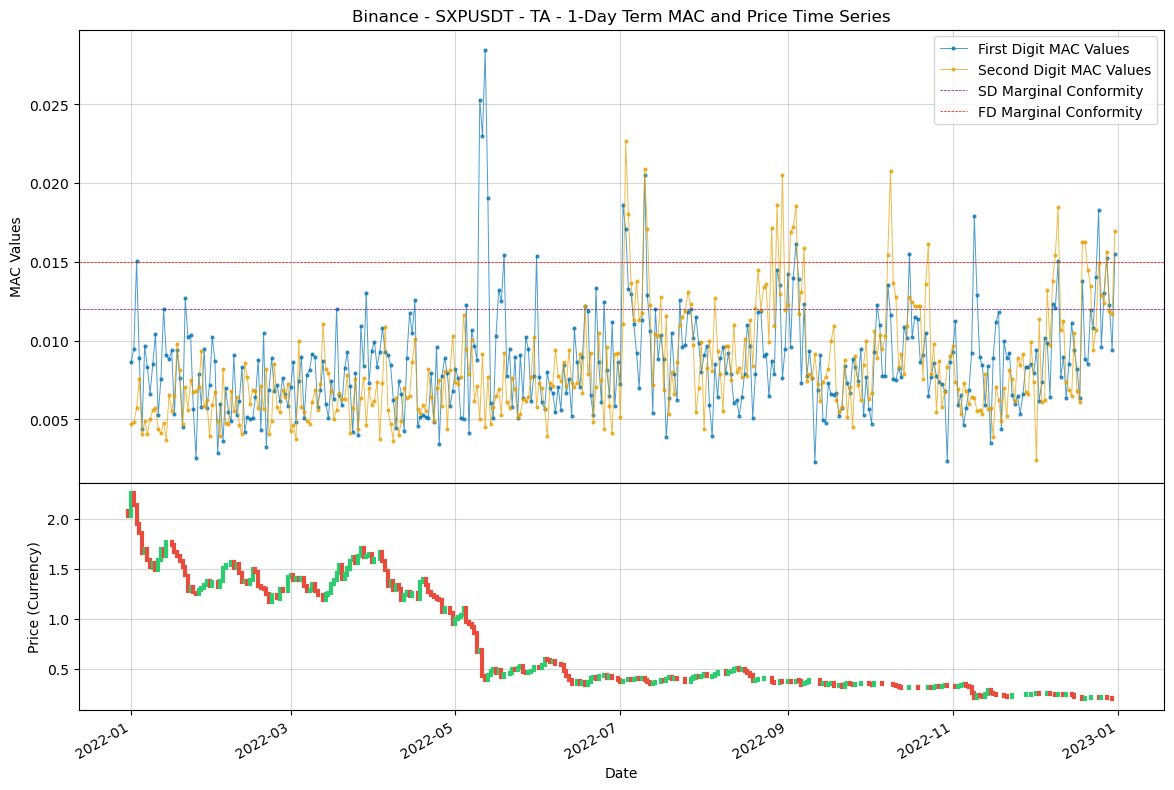 Binance - SXPUSDT - TA - 1-Day Term MAC and Price Time Series
First Digit MAC Values
Second Digit MAC Values
SD Marginal Conformity
FD Marginal Conformity
MAC Values
0.025
0.020
0.015
0.010
0.005
Price (Currency)
2.0
1.5
1.0
0.5
2022-01
2022-03
2022-05
2022-07
2022-09
2022-11
2023-01
Date